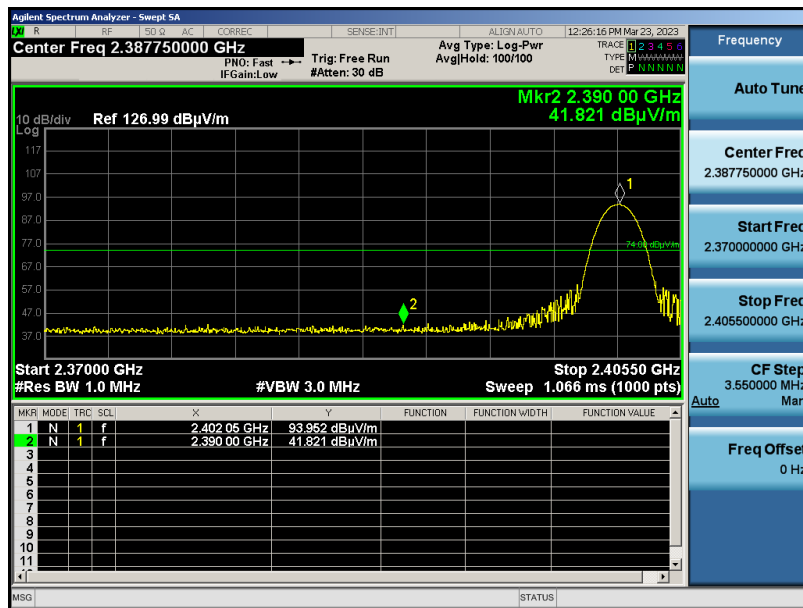 Agilent Spectrum Analyzer - Swept SA
LXI R RF 50 Ω AC CORREC SENSE:INT ALIGNAUTO 12:26:16 PM Mar 23, 2023
Center Freq 2.387750000 GHz
PNO: Fast
IFGain:Low
Trig: Free Run
#Atten: 30 dB
Avg Type: Log-Pwr
Avg|Hold: 100/100
TRACE 1 2 3 4 5 6
TYPE M
DET P N N N N N
Mkr2 2.390 00 GHz
41.821 dBµV/m
10 dB/div Ref 126.99 dBµV/m
Log
117
107
97.0
87.0
77.0
67.0
57.0
47.0
37.0
1
74.00 dBµV/m
2
Start 2.37000 GHz Stop 2.40550 GHz
#Res BW 1.0 MHz #VBW 3.0 MHz Sweep 1.066 ms (1000 pts)
MKR MODE TRC SCL X Y FUNCTION FUNCTION WIDTH FUNCTION VALUE
1 N 1 f 2.402 05 GHz 93.952 dBµV/m
2 N 1 f 2.390 00 GHz 41.821 dBµV/m
3
4
5
6
7
8
9
10
11
MSG STATUS
Frequency
Auto Tune
Center Freq
2.387750000 GHz
Start Freq
2.370000000 GHz
Stop Freq
2.405500000 GHz
CF Step
3.550000 MHz
Auto Man
Freq Offset
0 Hz